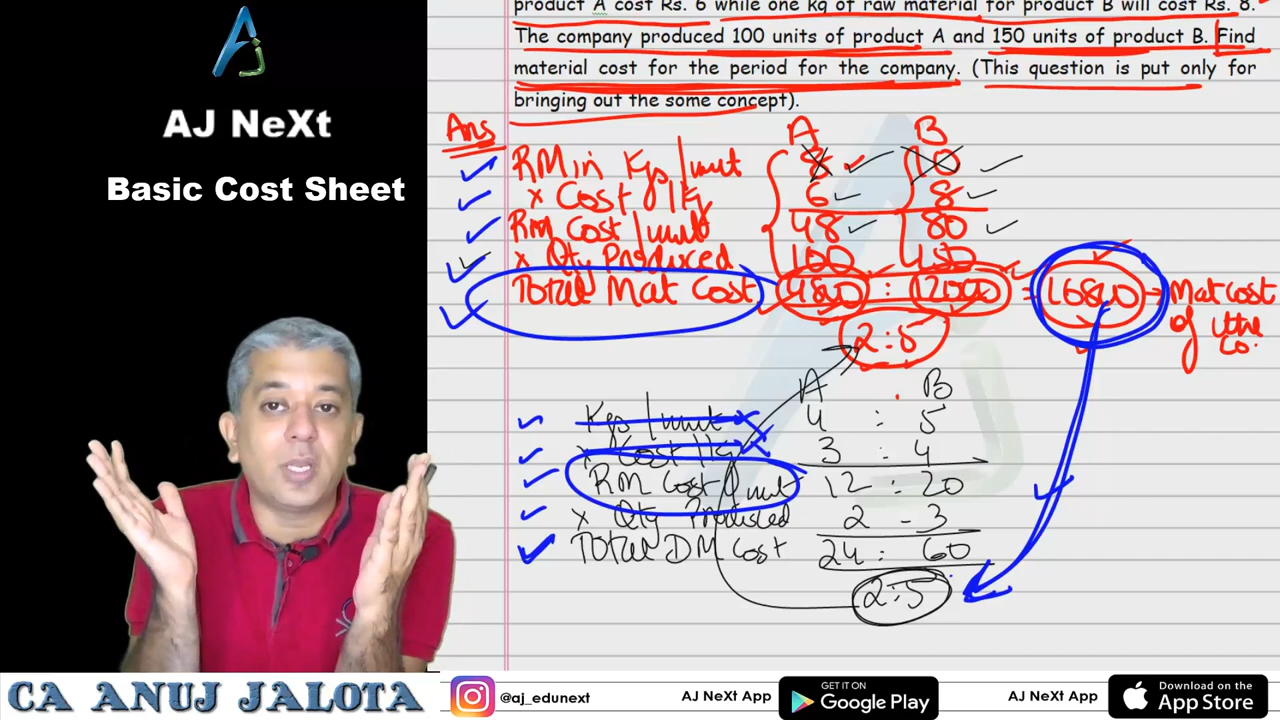 product A cost Rs. 6 while one kg of raw material for product B will cost Rs. 8.
The company produced 100 units of product A and 150 units of product B. Find
material cost for the period for the company. (This question is put only for
bringing out the some concept).
AJ NeXt
Basic Cost Sheet
Ans
A B
RM in Kgs/unit 8 10
x Cost/kg 6 8
RM Cost/unit 48 80
x Qty Produced 100 150
Total Mat Cost 4800 : 12000 = 16800 → Mat cost
of the
Co.
2:5
A B
Kgs/unit 4 : 5
x Cost/kg 3 : 4
RM Cost/unit 12 : 20
x Qty Produced 2 - 3
Total DM Cost 24 : 60
2:5
CA ANUJ JALOTA
@aj_edunext
AJ NeXt App
GET IT ON
Google Play
AJ NeXt App
Download on the
App Store